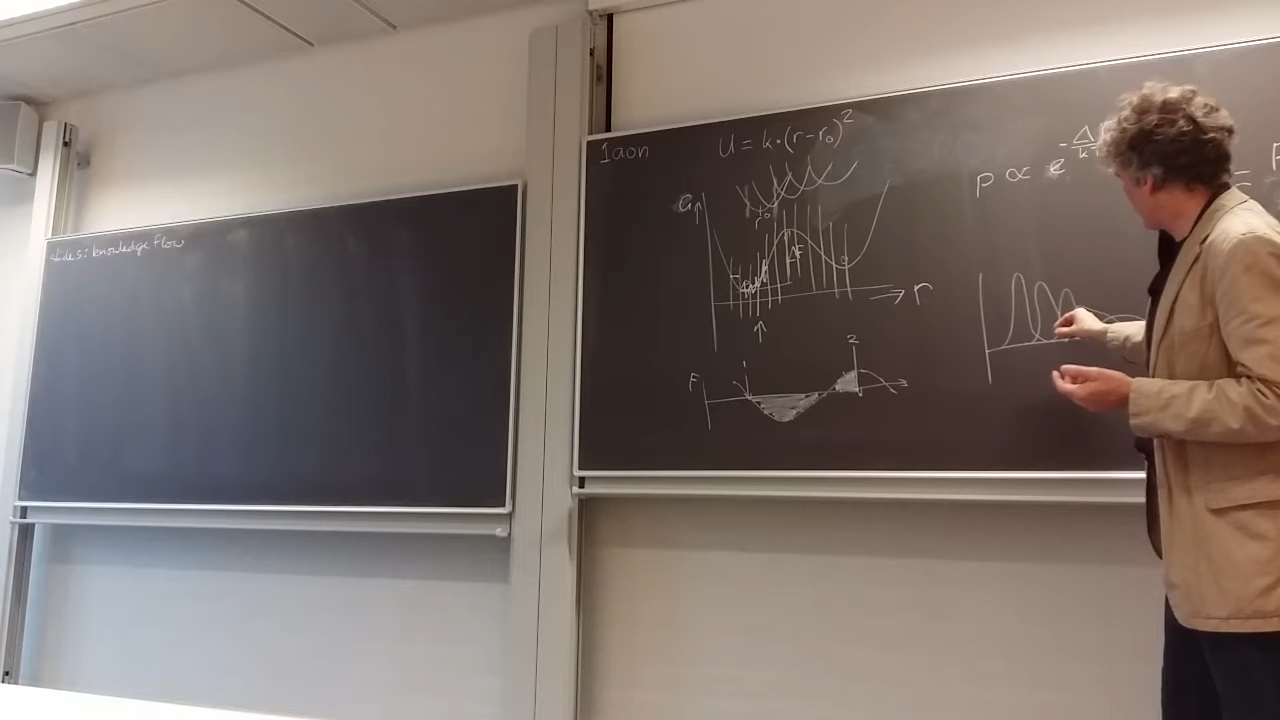 slides: knowledge flow
1aon
U = k·(r-r₀)²
G↑
r₀
ΔF
→ r
↑
F
1
2
p ∝ e